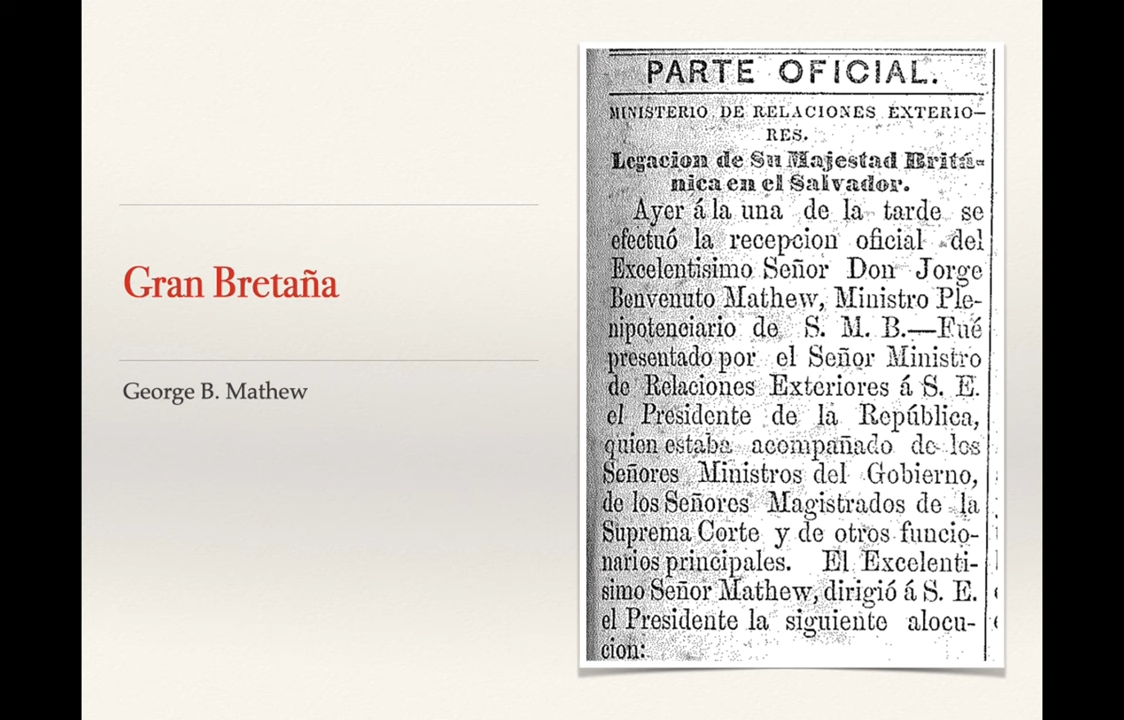 Gran Bretaña
George B. Mathew
PARTE OFICIAL.
MINISTERIO DE RELACIONES EXTERIO-
RES.
Legacion de Su Majestad Britá-
nica en el Salvador.
Ayer á la una de la tarde se
efectuó la recepcion oficial del
Excelentisimo Señor Don Jorge
Benvenuto Mathew, Ministro Ple-
nipotenciario de S. M. B.—Fué
presentado por el Señor Ministro
de Relaciones Exteriores á S. E.
el Presidente de la República,
quien estaba acompañado de los
Señores Ministros del Gobierno,
de los Señores Magistrados de la
Suprema Corte y de otros funcio-
narios principales. El Excelenti-
simo Señor Mathew, dirigió á S. E.
el Presidente la siguiente alocu-
cion: